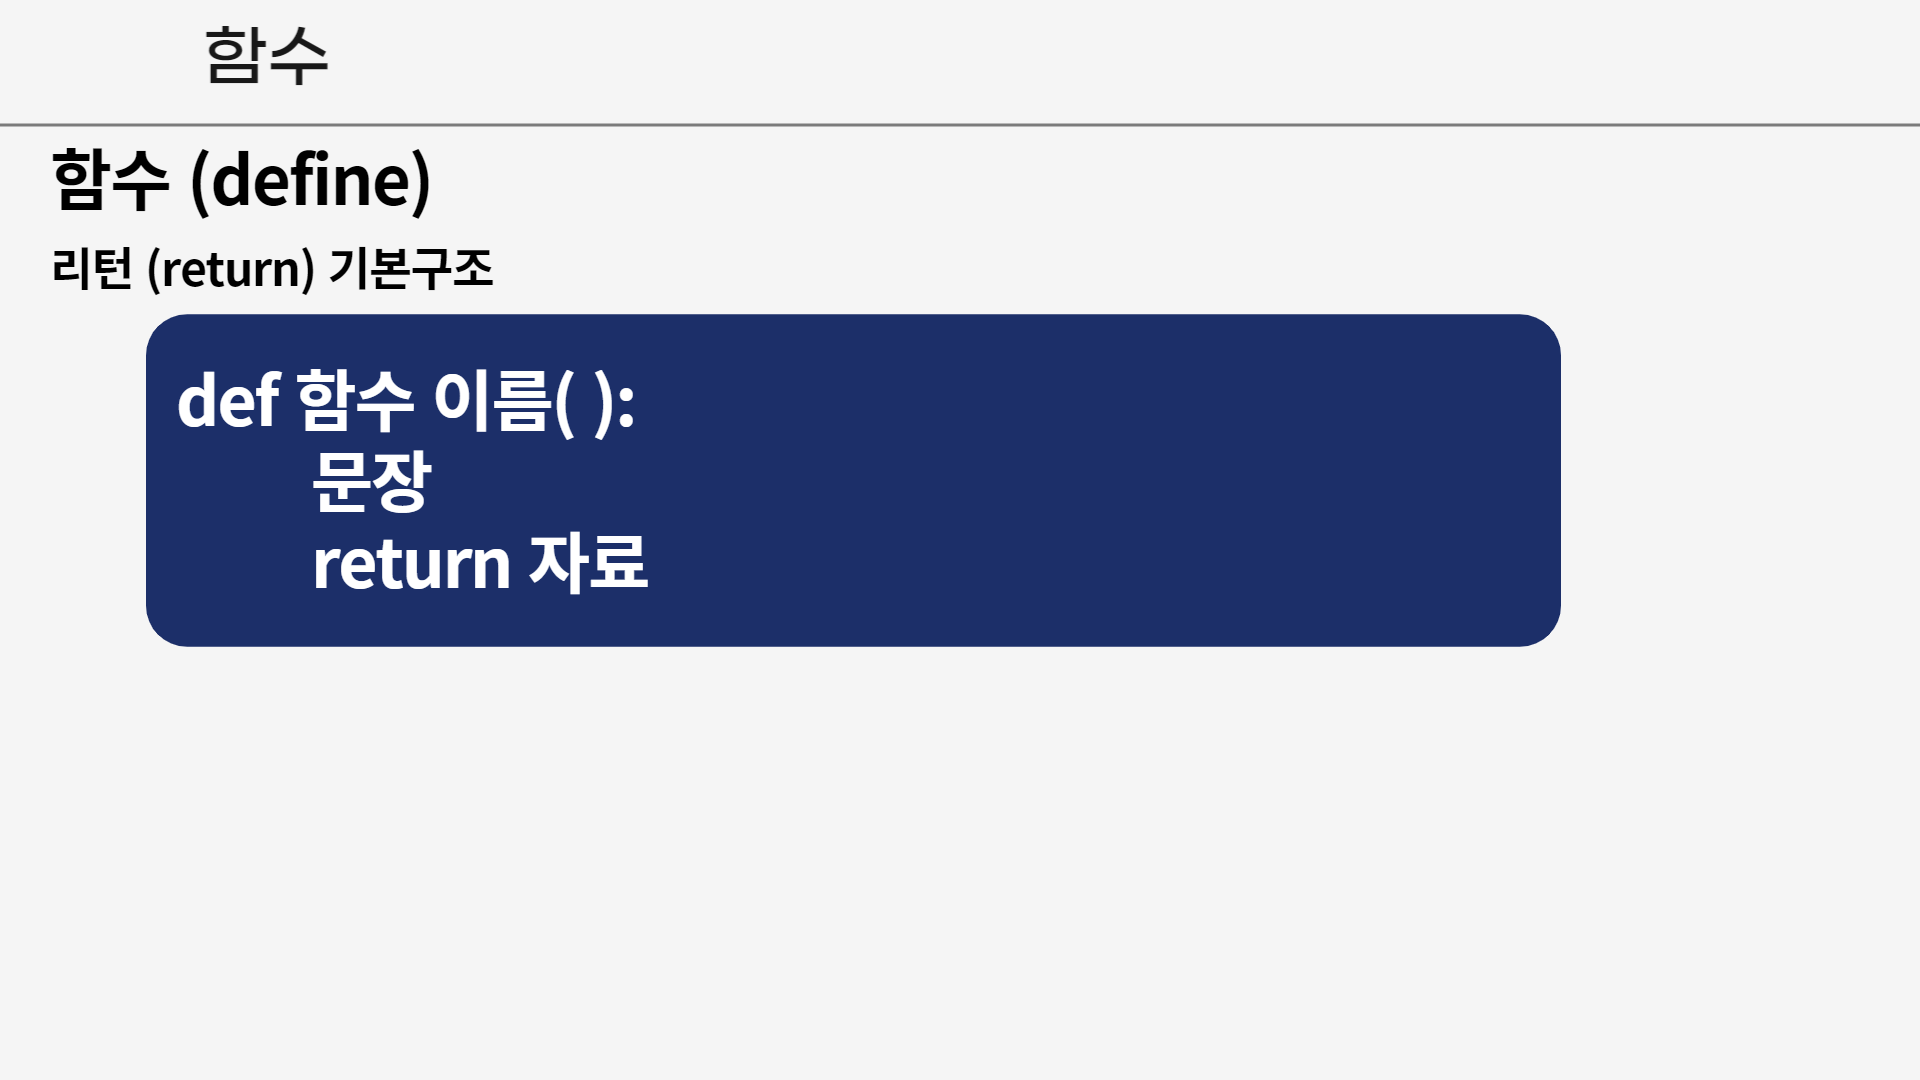 함수
함수 (define)
리턴 (return) 기본구조
def 함수 이름( ):
문장
return 자료